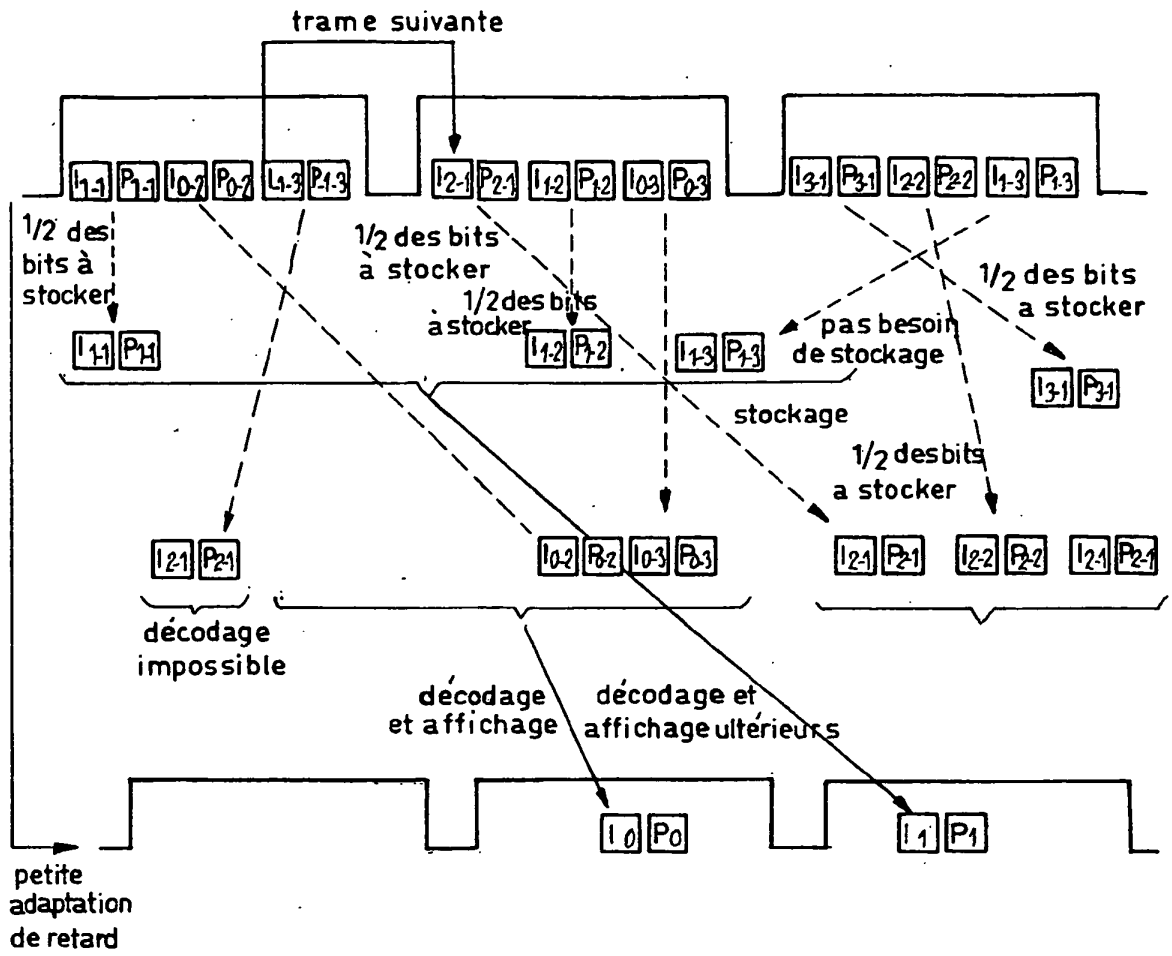 trame suivante
I1-1 P1-1 I0-2 P0-2 I-1-3 P-1-3
I2-1 P2-1 I1-2 P1-2 I0-3 P0-3
I3-1 P3-1 I2-2 P2-2 I1-3 P1-3
1/2 des
bits à
stocker
1/2 des bits
à stocker
1/2 des bits
à stocker
pas besoin
de stockage
1/2 des bits
a stocker
I1-1 P1-1
I1-2 P1-2
I1-3 P1-3
I3-1 P3-1
stockage
1/2 des bits
a stocker
I2-1 P2-1
I0-2 P0-2 I0-3 P0-3
I2-1 P2-1 I2-2 P2-2 I2-1 P2-1
décodage
impossible
décodage
et affichage
décodage et
affichage ultérieurs
I0 P0
I1 P1
petite
adaptation
de retard